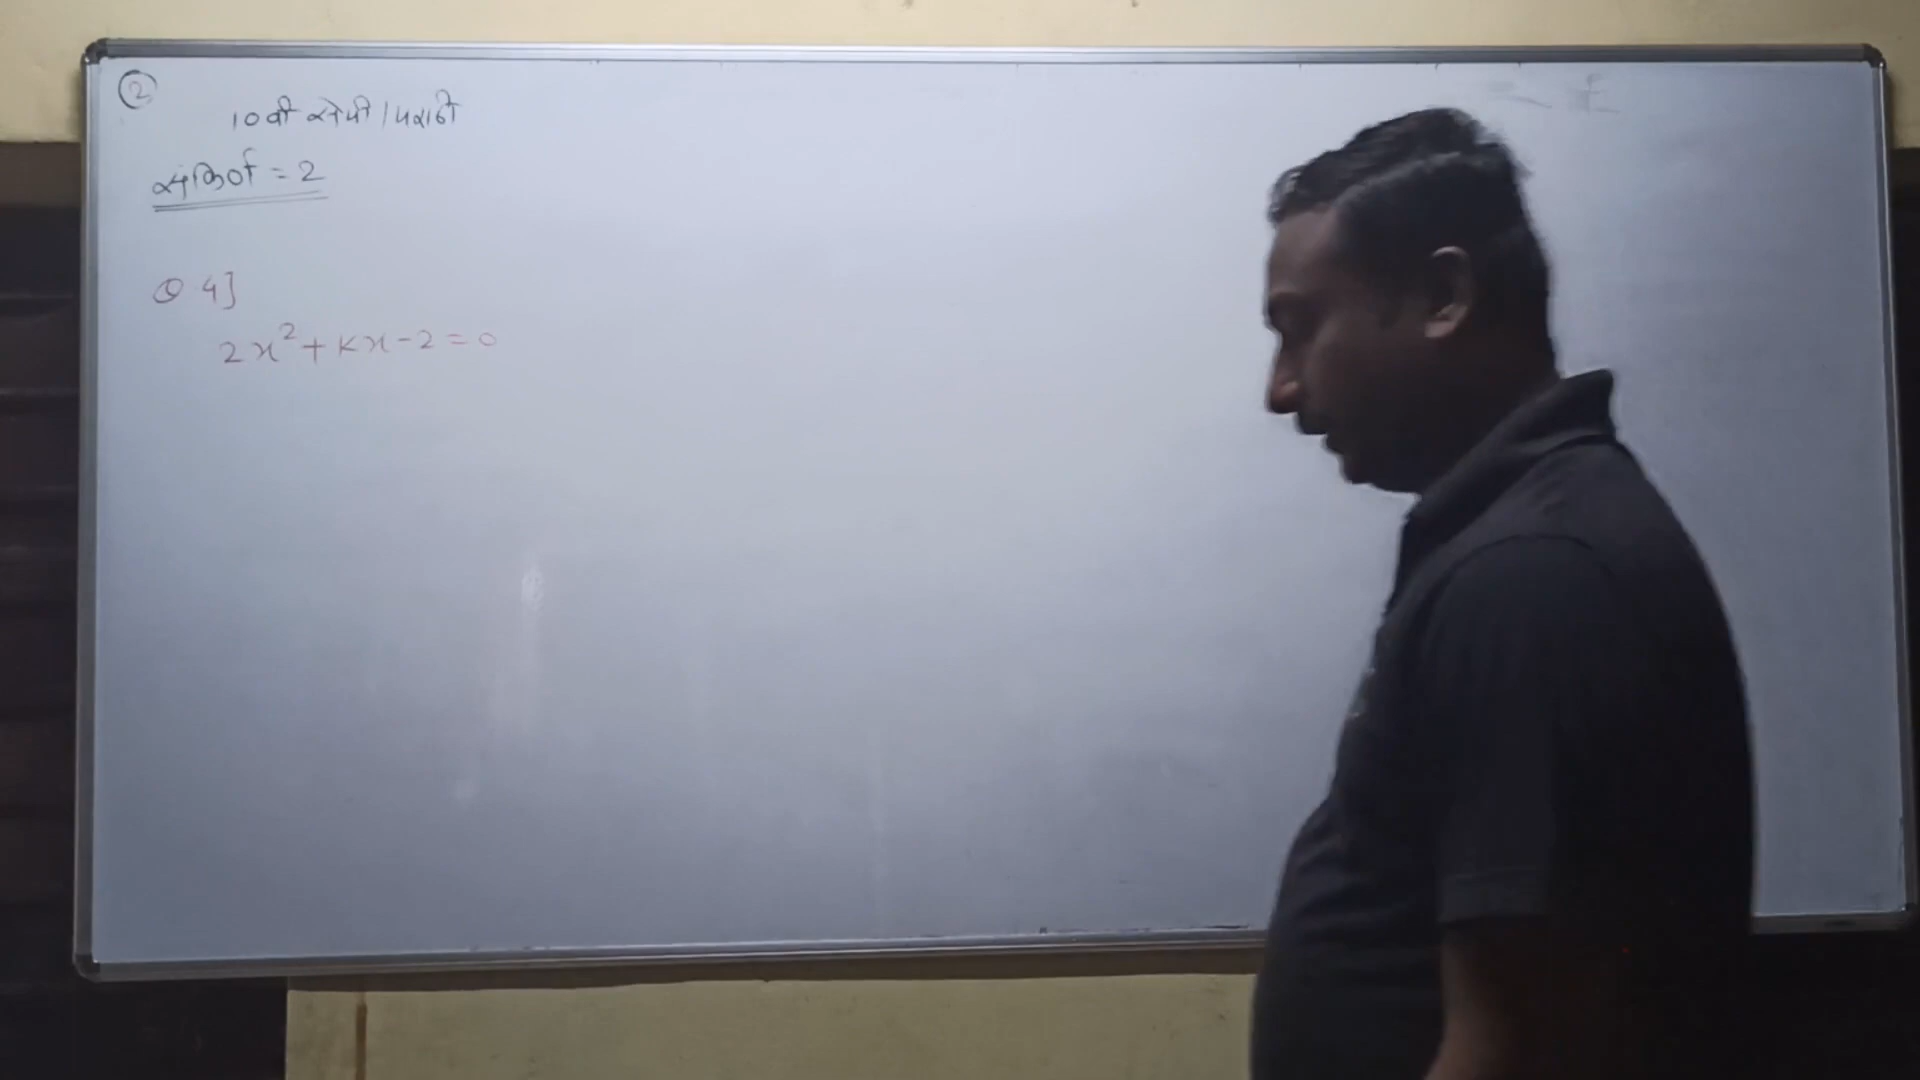 ②
10वी सेमी / मराठी
संकीर्ण = 2
Q 4]
2x² + kx - 2 = 0